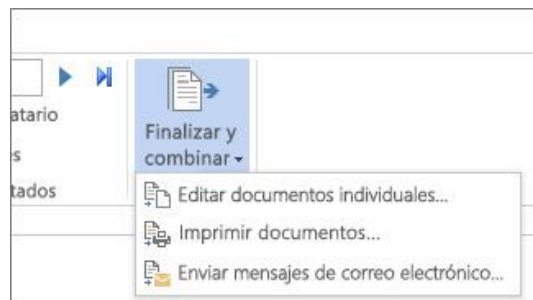 atario
s
tados
Finalizar y
combinar
Editar documentos individuales...
Imprimir documentos...
Enviar mensajes de correo electrónico...